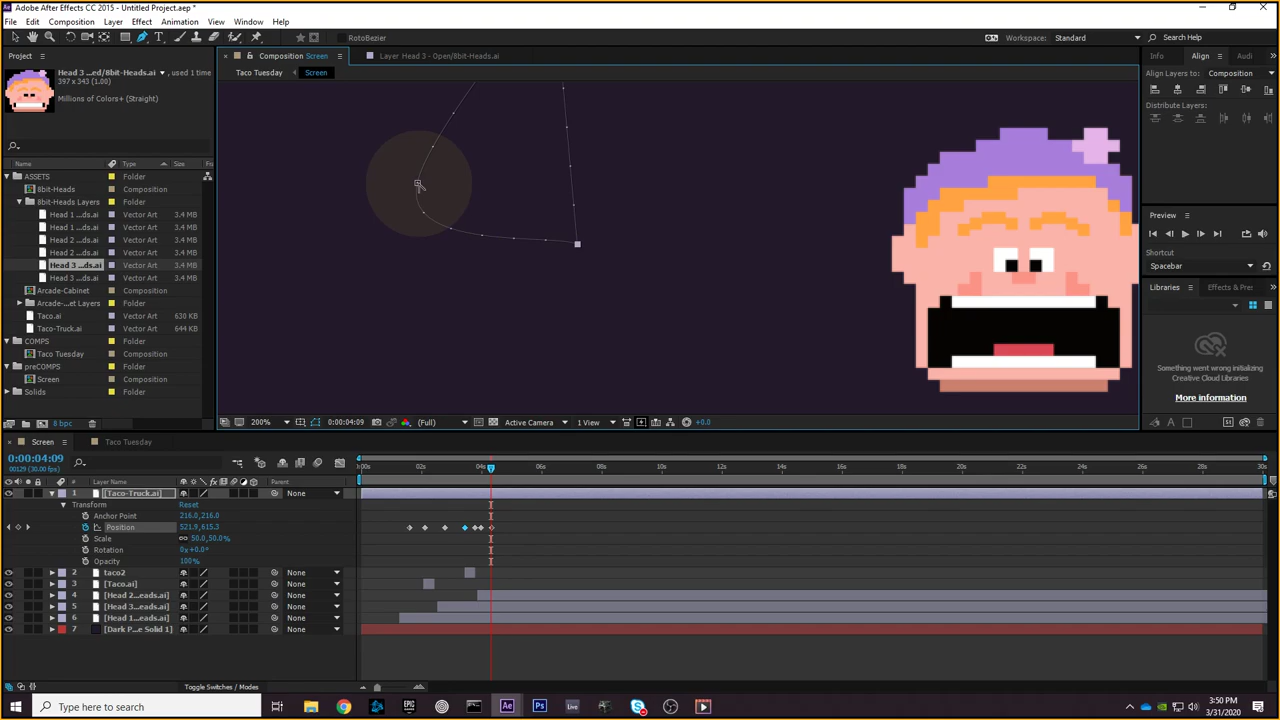 Adobe After Effects CC 2015 - Untitled Project.aep *
File Edit Composition Layer Effect Animation View Window Help
RotoBezier
Workspace: Standard
Search Help
Project
Composition Screen
Layer Head 3 - Open/8bit-Heads.ai
Info
Align
Audi
Head 3 ...ed/8bit-Heads.ai ▼, used 1 time
397 x 343 (1.00)
Millions of Colors+ (Straight)
Taco Tuesday
Screen
Align Layers to: Composition
Distribute Layers:
Name
Type
Size
Fr
ASSETS Folder
8bit-Heads Composition
8bit-Heads Layers Folder
Head 1 ...ds.ai Vector Art 3.4 MB
Head 1 ...ds.ai Vector Art 3.4 MB
Head 2 ...ds.ai Vector Art 3.4 MB
Head 2 ...ds.ai Vector Art 3.4 MB
Head 3 ...ds.ai Vector Art 3.4 MB
Head 3 ...ds.ai Vector Art 3.4 MB
Arcade-Cabinet Composition
Arcade-...et Layers Folder
Taco.ai Vector Art 630 KB
Taco-Truck.ai Vector Art 644 KB
COMPS Folder
Taco Tuesday Composition
preCOMPS Folder
Screen Composition
Solids Folder
8 bpc
Preview
Shortcut
Spacebar
Libraries
Effects & Pre:
Something went wrong initializing
Creative Cloud Libraries
More information
200%
0:00:04:09
(Full)
Active Camera
1 View
+0.0
Screen
Taco Tuesday
0:00:04:09
00129 (30.00 fps)
:00s 02s 04s 06s 08s 10s 12s 14s 16s 18s 20s 22s 24s 26s 28s 30s
# Layer Name
Parent
1 [Taco-Truck.ai] None
Transform Reset
Anchor Point 216.0,216.0
Position 521.9,615.3
Scale 50.0,50.0%
Rotation 0x+0.0°
Opacity 100%
2 taco2 None
3 [Taco.ai] None
4 [Head 2...eads.ai] None
5 [Head 3...eads.ai] None
6 [Head 1...eads.ai] None
7 [Dark P...e Solid 1] None
Toggle Switches / Modes
Type here to search
Ae
Ps
Live
3:50 PM
3/31/2020